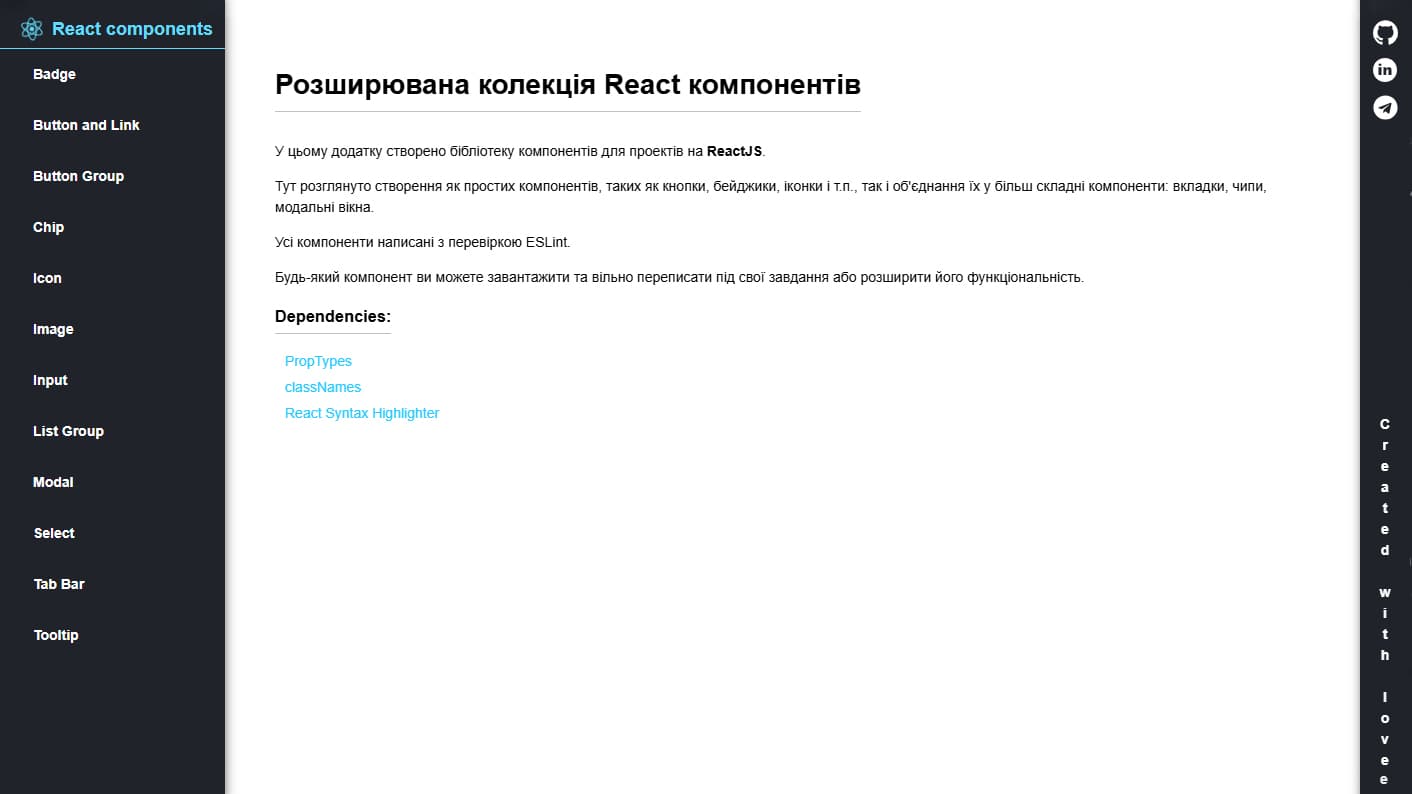 React components
Badge
Button and Link
Button Group
Chip
Icon
Image
Input
List Group
Modal
Select
Tab Bar
Tooltip
Розширювана колекція React компонентів
У цьому додатку створено бібліотеку компонентів для проектів на ReactJS.
Тут розглянуто створення як простих компонентів, таких як кнопки, бейджики, іконки і т.п., так і об'єднання їх у більш складні компоненти: вкладки, чипи,
модальні вікна.
Усі компоненти написані з перевіркою ESLint.
Будь-який компонент ви можете завантажити та вільно переписати під свої завдання або розширити його функціональність.
Dependencies:
PropTypes
classNames
React Syntax Highlighter
in
Created with lovee